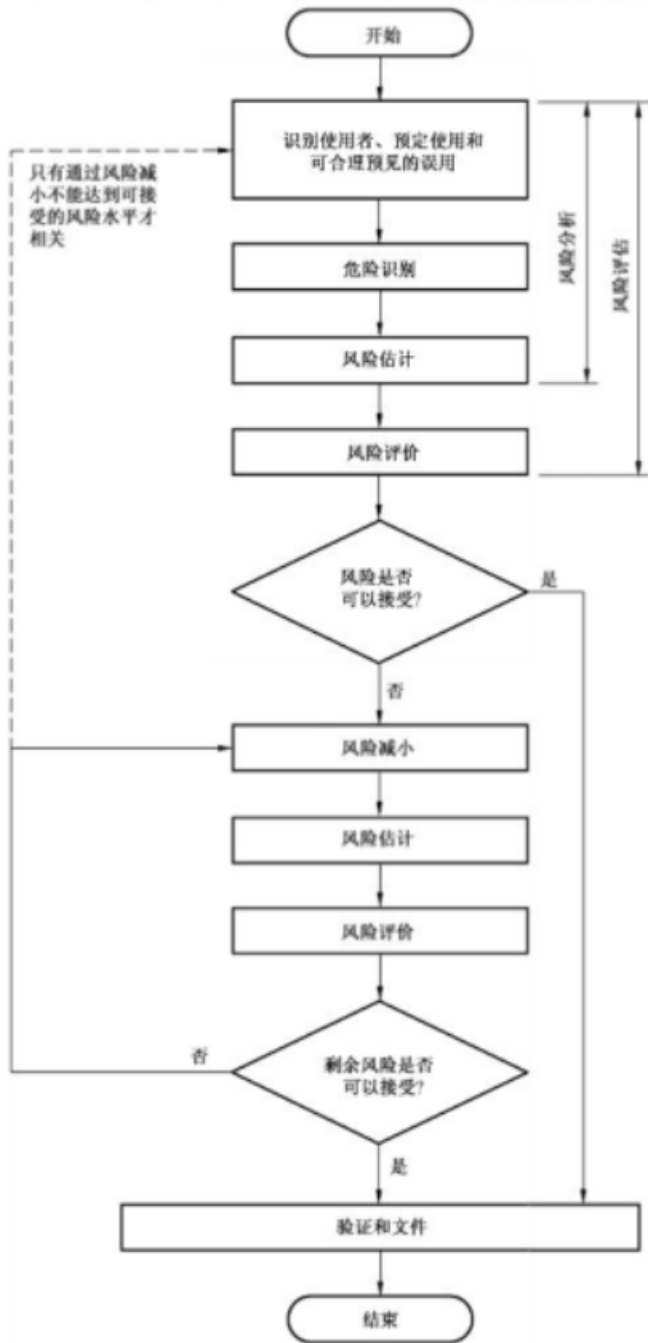 开始
识别使用者、预定使用和
可合理预见的误用
只有通过风险减
小不能达到可接
受的风险水平才
相关
风险分析
风险评估
危险识别
风险估计
风险评价
风险是否
可以接受?
是
否
风险减小
风险估计
风险评价
剩余风险是否
可以接受?
否
是
验证和文件
结束